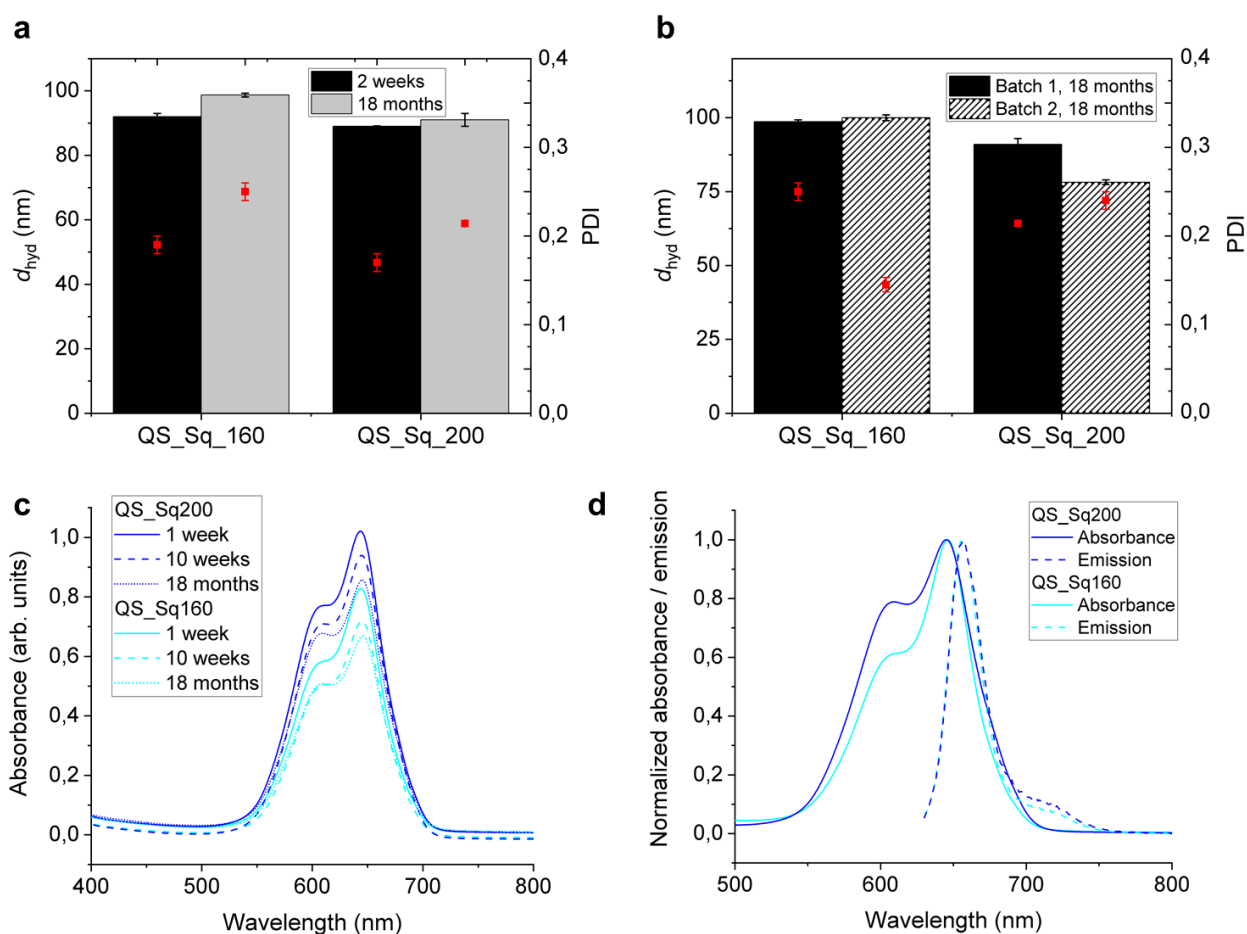 a
d_hyd (nm)
100
80
60
40
20
0
2 weeks
18 months
0,4
0,3
0,2
0,1
0,0
PDI
QS_Sq_160
QS_Sq_200
b
d_hyd (nm)
100
75
50
25
0
Batch 1, 18 months
Batch 2, 18 months
0,4
0,3
0,2
0,1
0,0
PDI
QS_Sq_160
QS_Sq_200
c
Absorbance (arb. units)
1,0
0,8
0,6
0,4
0,2
0,0
QS_Sq200
1 week
10 weeks
18 months
QS_Sq160
1 week
10 weeks
18 months
400
500
600
700
800
Wavelength (nm)
d
Normalized absorbance / emission
1,0
0,8
0,6
0,4
0,2
0,0
QS_Sq200
Absorbance
Emission
QS_Sq160
Absorbance
Emission
500
600
700
800
Wavelength (nm)